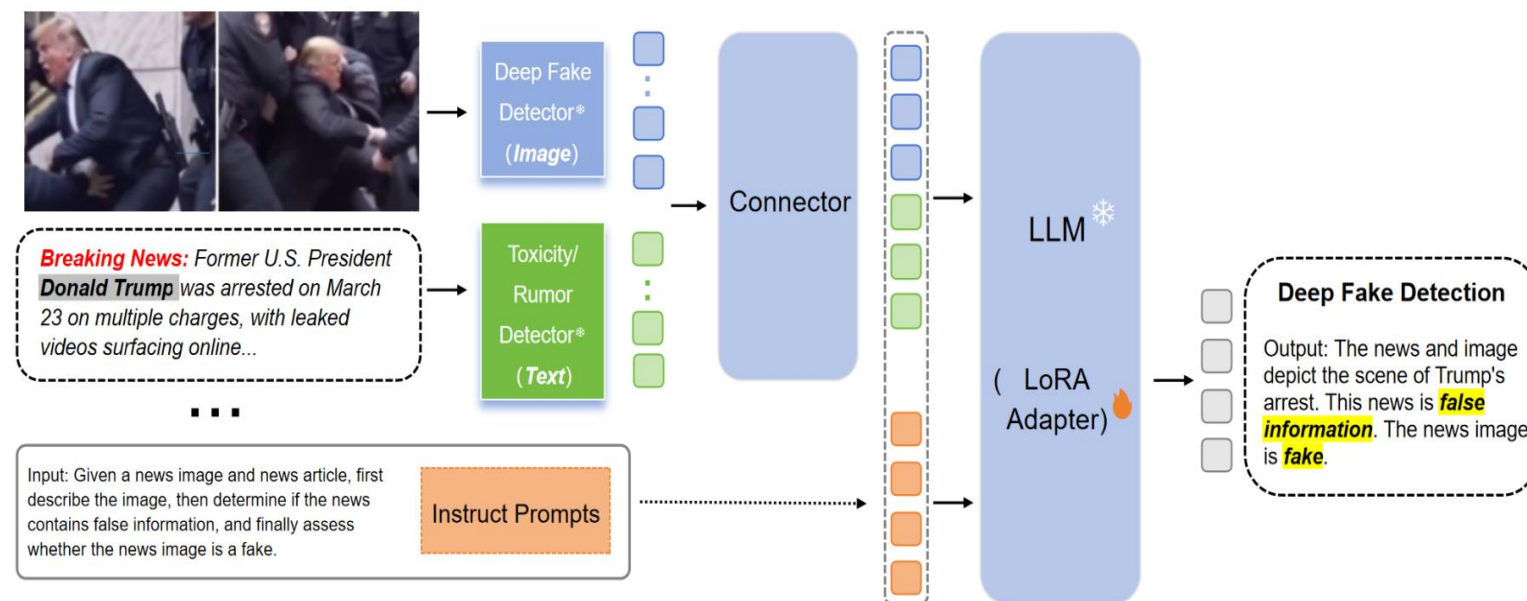 Deep Fake
Detector*
(Image)
Breaking News: Former U.S. President
Donald Trump was arrested on March
23 on multiple charges, with leaked
videos surfacing online...
Toxicity/
Rumor
Detector*
(Text)
...
Input: Given a news image and news article, first
describe the image, then determine if the news
contains false information, and finally assess
whether the news image is a fake.
Instruct Prompts
Connector
LLM
( LoRA
Adapter)
Deep Fake Detection
Output: The news and image
depict the scene of Trump's
arrest. This news is false
information. The news image
is fake.